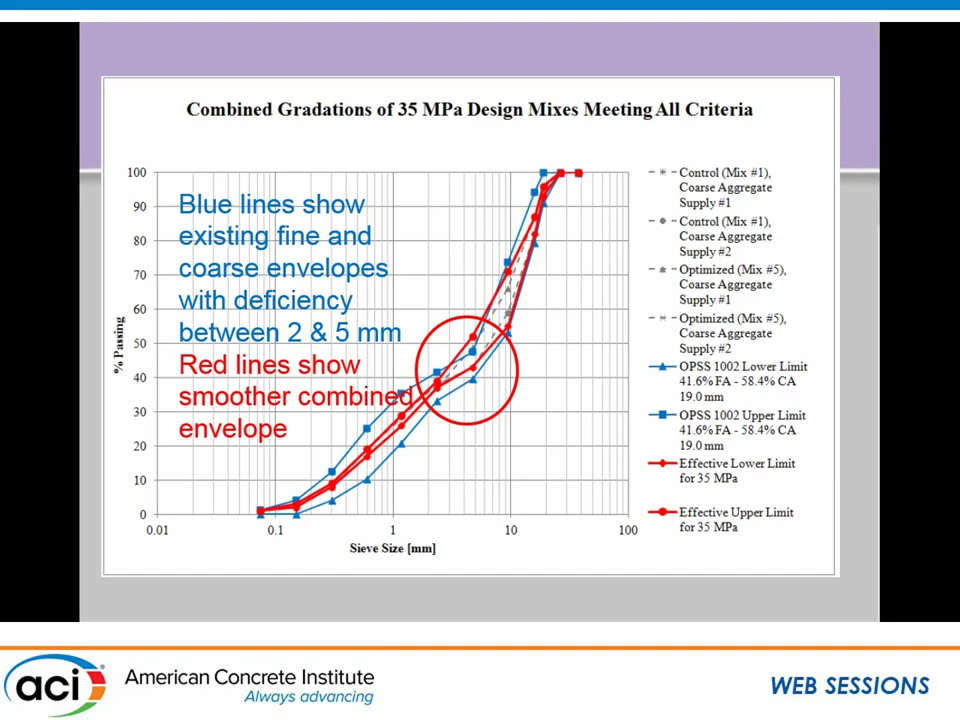 Combined Gradations of 35 MPa Design Mixes Meeting All Criteria
100
90
80
70
60
50
40
30
20
10
0
% Passing
Blue lines show
existing fine and
coarse envelopes
with deficiency
between 2 & 5 mm
Red lines show
smoother combined
envelope
0.01
0.1
1
10
100
Sieve Size [mm]
Control (Mix #1),
Coarse Aggregate
Supply #1
Control (Mix #1),
Coarse Aggregate
Supply #2
Optimized (Mix #5),
Coarse Aggregate
Supply #1
Optimized (Mix #5),
Coarse Aggregate
Supply #2
OPSS 1002 Lower Limit
41.6% FA - 58.4% CA
19.0 mm
OPSS 1002 Upper Limit
41.6% FA - 58.4% CA
19.0 mm
Effective Lower Limit
for 35 MPa
Effective Upper Limit
for 35 MPa
aci®
American Concrete Institute
Always advancing
WEB SESSIONS